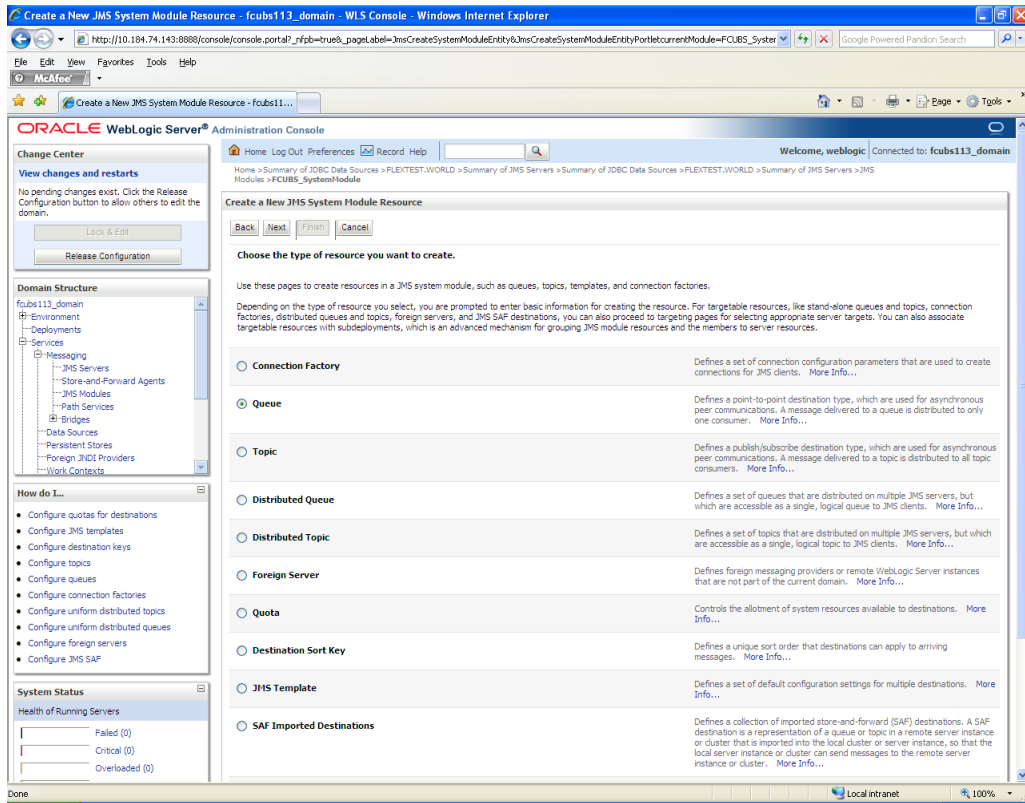 Create a New JMS System Module Resource - fcubs113_domain - WLS Console - Windows Internet Explorer
http://10.184.74.143:8888/console/console.portal?_nfpb=true&_pageLabel=JmsCreateSystemModuleEntity&JmsCreateSystemModuleEntityPortletcurrentModule=FCUBS_Syster
Google Powered Pandion Search
File Edit View Favorites Tools Help
McAfee
Create a New JMS System Module Resource - fcubs11...
Page Tools
ORACLE WebLogic Server® Administration Console
Change Center
View changes and restarts
No pending changes exist. Click the Release
Configuration button to allow others to edit the
domain.
Lock & Edit
Release Configuration
Domain Structure
fcubs113_domain
Environment
Deployments
Services
Messaging
JMS Servers
Store-and-Forward Agents
JMS Modules
Path Services
Bridges
Data Sources
Persistent Stores
Foreign JNDI Providers
Work Contexts
How do I...
Configure quotas for destinations
Configure JMS templates
Configure destination keys
Configure topics
Configure queues
Configure connection factories
Configure uniform distributed topics
Configure uniform distributed queues
Configure foreign servers
Configure JMS SAF
System Status
Health of Running Servers
Failed (0)
Critical (0)
Overloaded (0)
Home Log Out Preferences Record Help
Welcome, weblogic Connected to: fcubs113_domain
Home >Summary of JDBC Data Sources >FLEXTEST.WORLD >Summary of JMS Servers >Summary of JDBC Data Sources >FLEXTEST.WORLD >Summary of JMS Servers >JMS
Modules >FCUBS_SystemModule
Create a New JMS System Module Resource
Back Next Finish Cancel
Choose the type of resource you want to create.
Use these pages to create resources in a JMS system module, such as queues, topics, templates, and connection factories.
Depending on the type of resource you select, you are prompted to enter basic information for creating the resource. For targetable resources, like stand-alone queues and topics, connection
factories, distributed queues and topics, foreign servers, and JMS SAF destinations, you can also proceed to targeting pages for selecting appropriate server targets. You can also associate
targetable resources with subdeployments, which is an advanced mechanism for grouping JMS module resources and the members to server resources.
Connection Factory
Defines a set of connection configuration parameters that are used to create
connections for JMS clients. More Info...
Queue
Defines a point-to-point destination type, which are used for asynchronous
peer communications. A message delivered to a queue is distributed to only
one consumer. More Info...
Topic
Defines a publish/subscribe destination type, which are used for asynchronous
peer communications. A message delivered to a topic is distributed to all topic
consumers. More Info...
Distributed Queue
Defines a set of queues that are distributed on multiple JMS servers, but
which are accessible as a single, logical queue to JMS clients. More Info...
Distributed Topic
Defines a set of topics that are distributed on multiple JMS servers, but which
are accessible as a single, logical topic to JMS clients. More Info...
Foreign Server
Defines foreign messaging providers or remote WebLogic Server instances
that are not part of the current domain. More Info...
Quota
Controls the allotment of system resources available to destinations. More
Info...
Destination Sort Key
Defines a unique sort order that destinations can apply to arriving
messages. More Info...
JMS Template
Defines a set of default configuration settings for multiple destinations. More
Info...
SAF Imported Destinations
Defines a collection of imported store-and-forward (SAF) destinations. A SAF
destination is a representation of a queue or topic in a remote server instance
or cluster that is imported into the local cluster or server instance, so that the
local server instance or cluster can send messages to the remote server
instance or cluster. More Info...
Done
Local intranet
100%